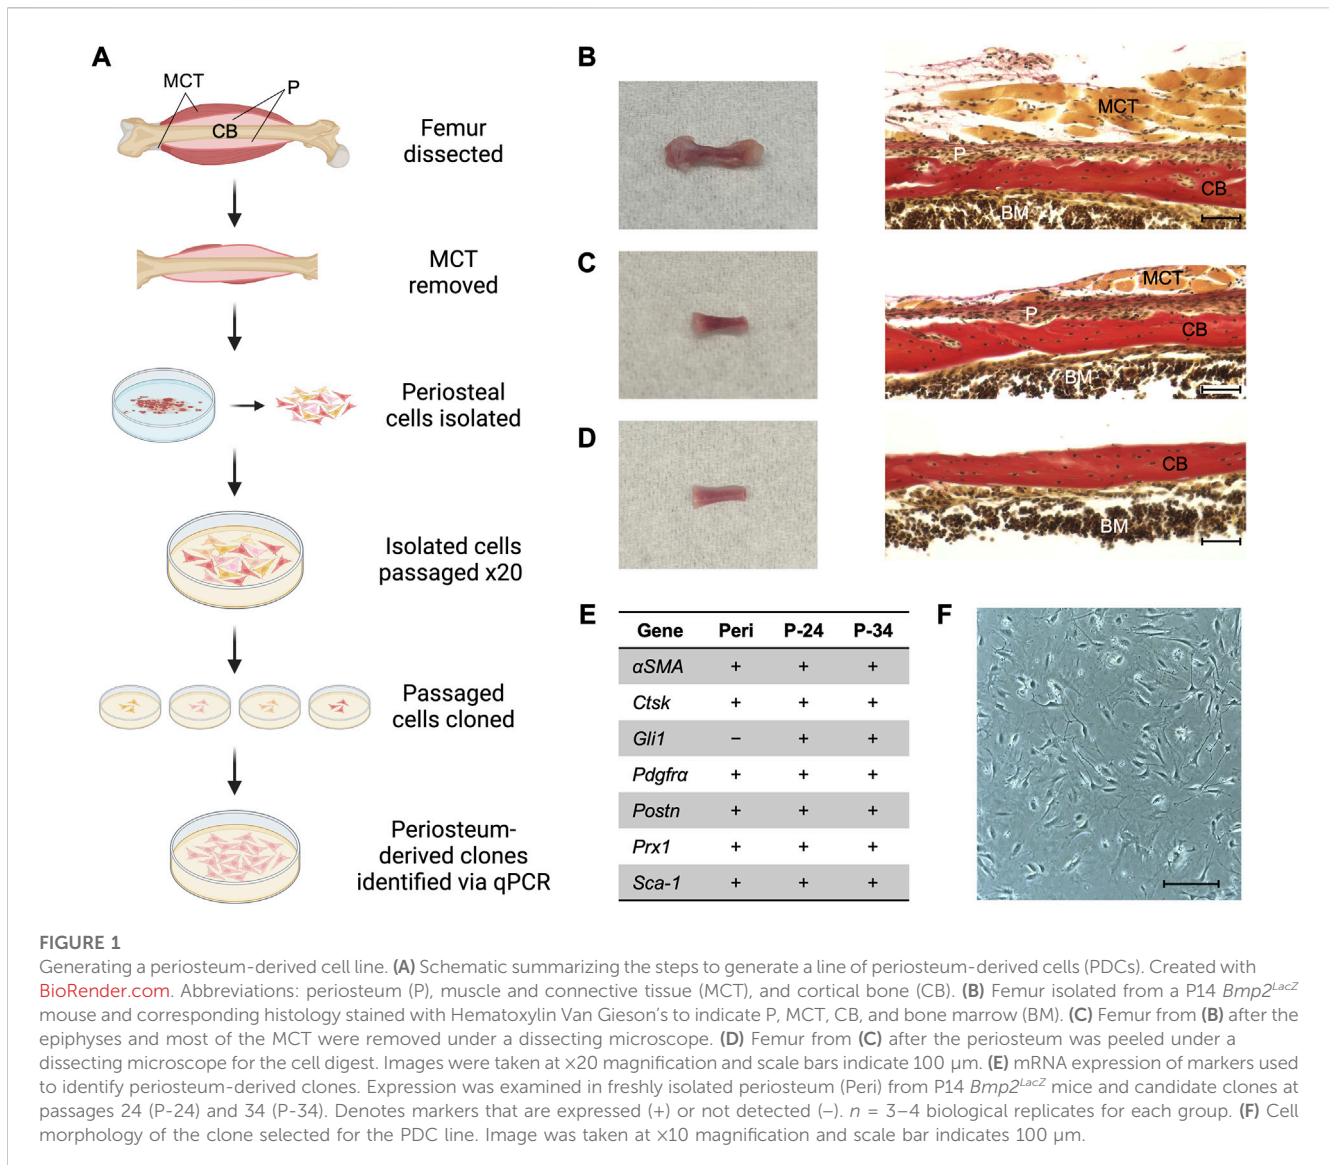 A
MCT
P
CB
Femur
dissected
MCT
removed
Periosteal
cells isolated
Isolated cells
passaged x20
Passaged
cells cloned
Periosteum-
derived clones
identified via qPCR
B
MCT
P
CB
BM
C
MCT
P
CB
BM
D
CB
BM
E
Gene Peri P-24 P-34
αSMA + + +
Ctsk + + +
Gli1 − + +
Pdgfrα + + +
Postn + + +
Prx1 + + +
Sca-1 + + +
F
FIGURE 1
Generating a periosteum-derived cell line. (A) Schematic summarizing the steps to generate a line of periosteum-derived cells (PDCs). Created with
BioRender.com. Abbreviations: periosteum (P), muscle and connective tissue (MCT), and cortical bone (CB). (B) Femur isolated from a P14 Bmp2LacZ
mouse and corresponding histology stained with Hematoxylin Van Gieson's to indicate P, MCT, CB, and bone marrow (BM). (C) Femur from (B) after the
epiphyses and most of the MCT were removed under a dissecting microscope. (D) Femur from (C) after the periosteum was peeled under a
dissecting microscope for the cell digest. Images were taken at ×20 magnification and scale bars indicate 100 μm. (E) mRNA expression of markers used
to identify periosteum-derived clones. Expression was examined in freshly isolated periosteum (Peri) from P14 Bmp2LacZ mice and candidate clones at
passages 24 (P-24) and 34 (P-34). Denotes markers that are expressed (+) or not detected (−). n = 3–4 biological replicates for each group. (F) Cell
morphology of the clone selected for the PDC line. Image was taken at ×10 magnification and scale bar indicates 100 μm.